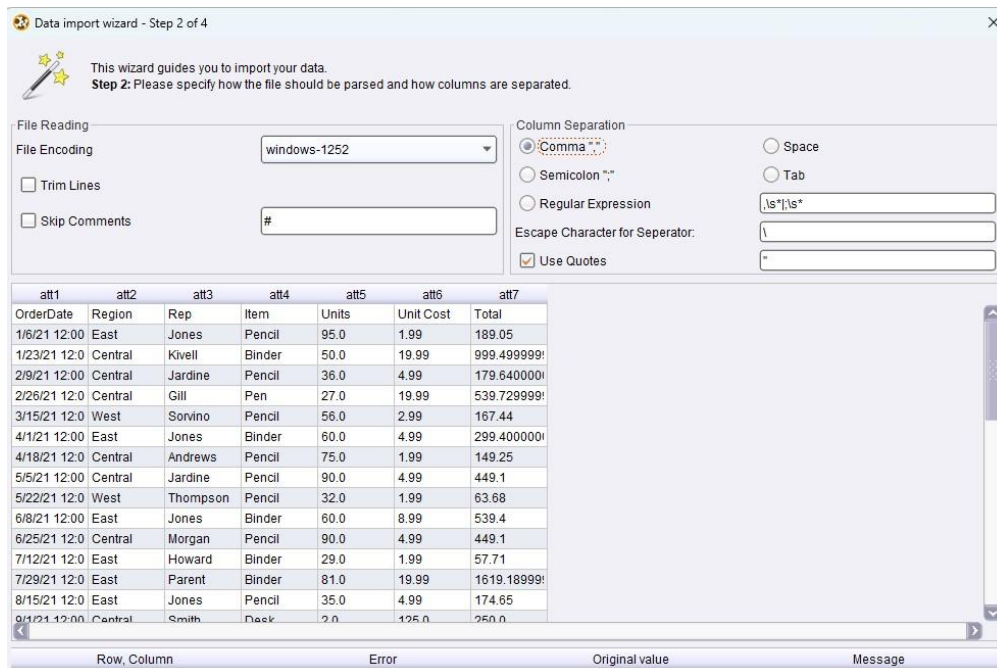 Data import wizard - Step 2 of 4
This wizard guides you to import your data.
Step 2: Please specify how the file should be parsed and how columns are separated.
File Reading
File Encoding windows-1252
Trim Lines
Skip Comments #
Column Separation
Comma "," Space
Semicolon ";" Tab
Regular Expression ,\s*|;\s*
Escape Character for Seperator: \
Use Quotes "
att1 att2 att3 att4 att5 att6 att7
OrderDate Region Rep Item Units Unit Cost Total
1/6/21 12:00 East Jones Pencil 95.0 1.99 189.05
1/23/21 12:0 Central Kivell Binder 50.0 19.99 999.499999
2/9/21 12:00 Central Jardine Pencil 36.0 4.99 179.640000
2/26/21 12:0 Central Gill Pen 27.0 19.99 539.729999
3/15/21 12:0 West Sorvino Pencil 56.0 2.99 167.44
4/1/21 12:00 East Jones Binder 60.0 4.99 299.400000
4/18/21 12:0 Central Andrews Pencil 75.0 1.99 149.25
5/5/21 12:00 Central Jardine Pencil 90.0 4.99 449.1
5/22/21 12:0 West Thompson Pencil 32.0 1.99 63.68
6/8/21 12:00 East Jones Binder 60.0 8.99 539.4
6/25/21 12:0 Central Morgan Pencil 90.0 4.99 449.1
7/12/21 12:0 East Howard Binder 29.0 1.99 57.71
7/29/21 12:0 East Parent Binder 81.0 19.99 1619.18999
8/15/21 12:0 East Jones Pencil 35.0 4.99 174.65
9/1/21 12:00 Central Smith Desk 2.0 125.0 250.0
Row, Column Error Original value Message